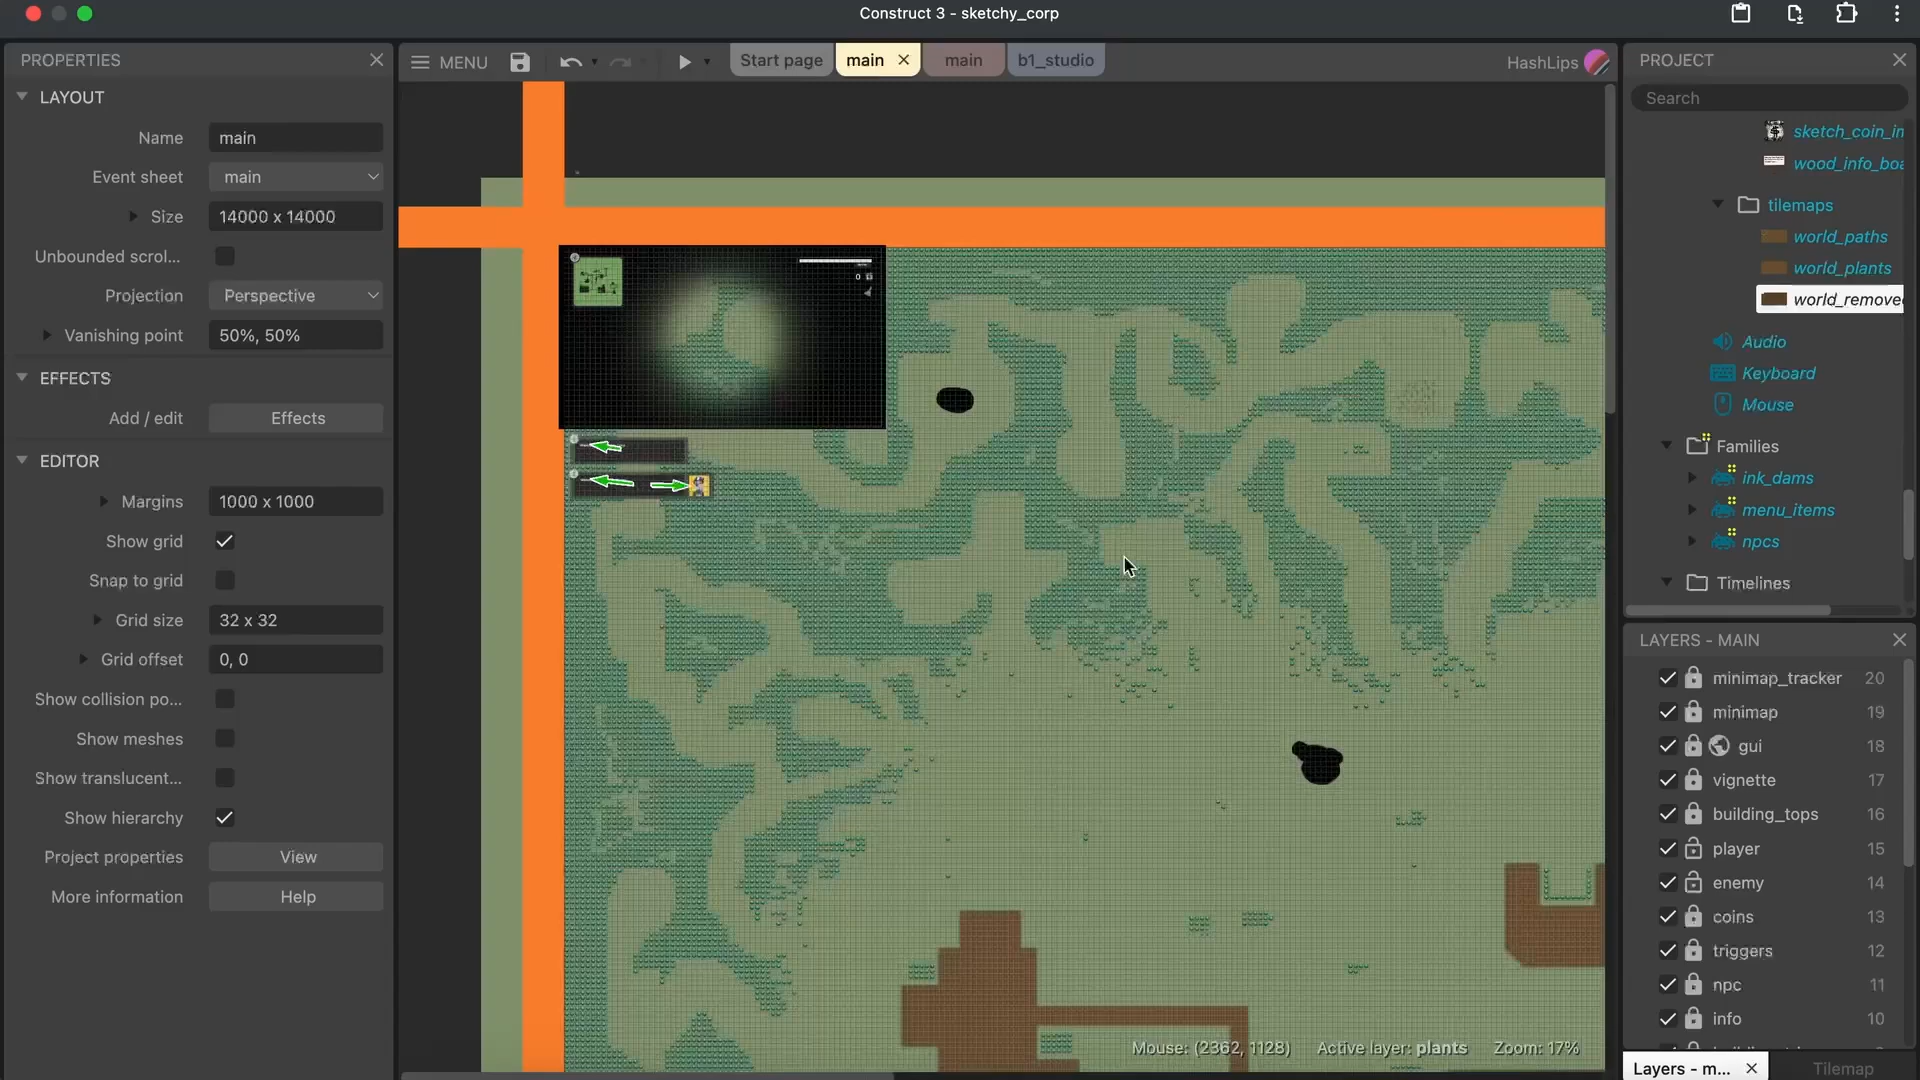 Construct 3 - sketchy_corp
PROPERTIES
MENU
Start page
main
main
b1_studio
HashLips
PROJECT
LAYOUT
Name
main
Event sheet
main
Size
14000 x 14000
Unbounded scrol...
Projection
Perspective
Vanishing point
50%, 50%
EFFECTS
Add / edit
Effects
EDITOR
Margins
1000 x 1000
Show grid
Snap to grid
Grid size
32 x 32
Grid offset
0, 0
Show collision po...
Show meshes
Show translucent...
Show hierarchy
Project properties
View
More information
Help
0
Mouse: (2362, 1128)
Active layer: plants
Zoom: 17%
Search
sketch_coin_in
wood_info_boa
tilemaps
world_paths
world_plants
world_remove
Audio
Keyboard
Mouse
Families
ink_dams
menu_items
npcs
Timelines
LAYERS - MAIN
minimap_tracker 20
minimap 19
gui 18
vignette 17
building_tops 16
player 15
enemy 14
coins 13
triggers 12
npc 11
info 10
Layers - m...
Tilemap